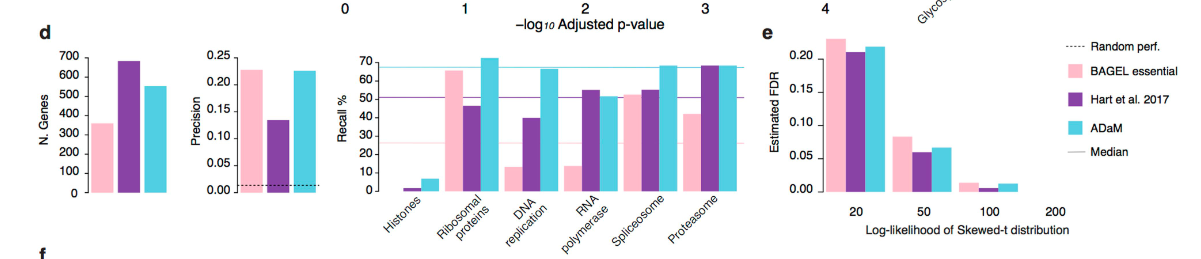 0 1 2 3 4
–log10 Adjusted p-value
Glycos
d
N. Genes
700
600
500
400
300
200
100
0
Precision
0.25
0.20
0.15
0.10
0.05
0.00
Recall %
70
60
50
40
30
20
10
0
Histones
Ribosomal
proteins
DNA
replication
RNA
polymerase
Spliceosome
Proteasome
e
Estimated FDR
0.20
0.15
0.10
0.05
0.00
20 50 100 200
Log-likelihood of Skewed-t distribution
Random perf.
BAGEL essential
Hart et al. 2017
ADaM
Median
f